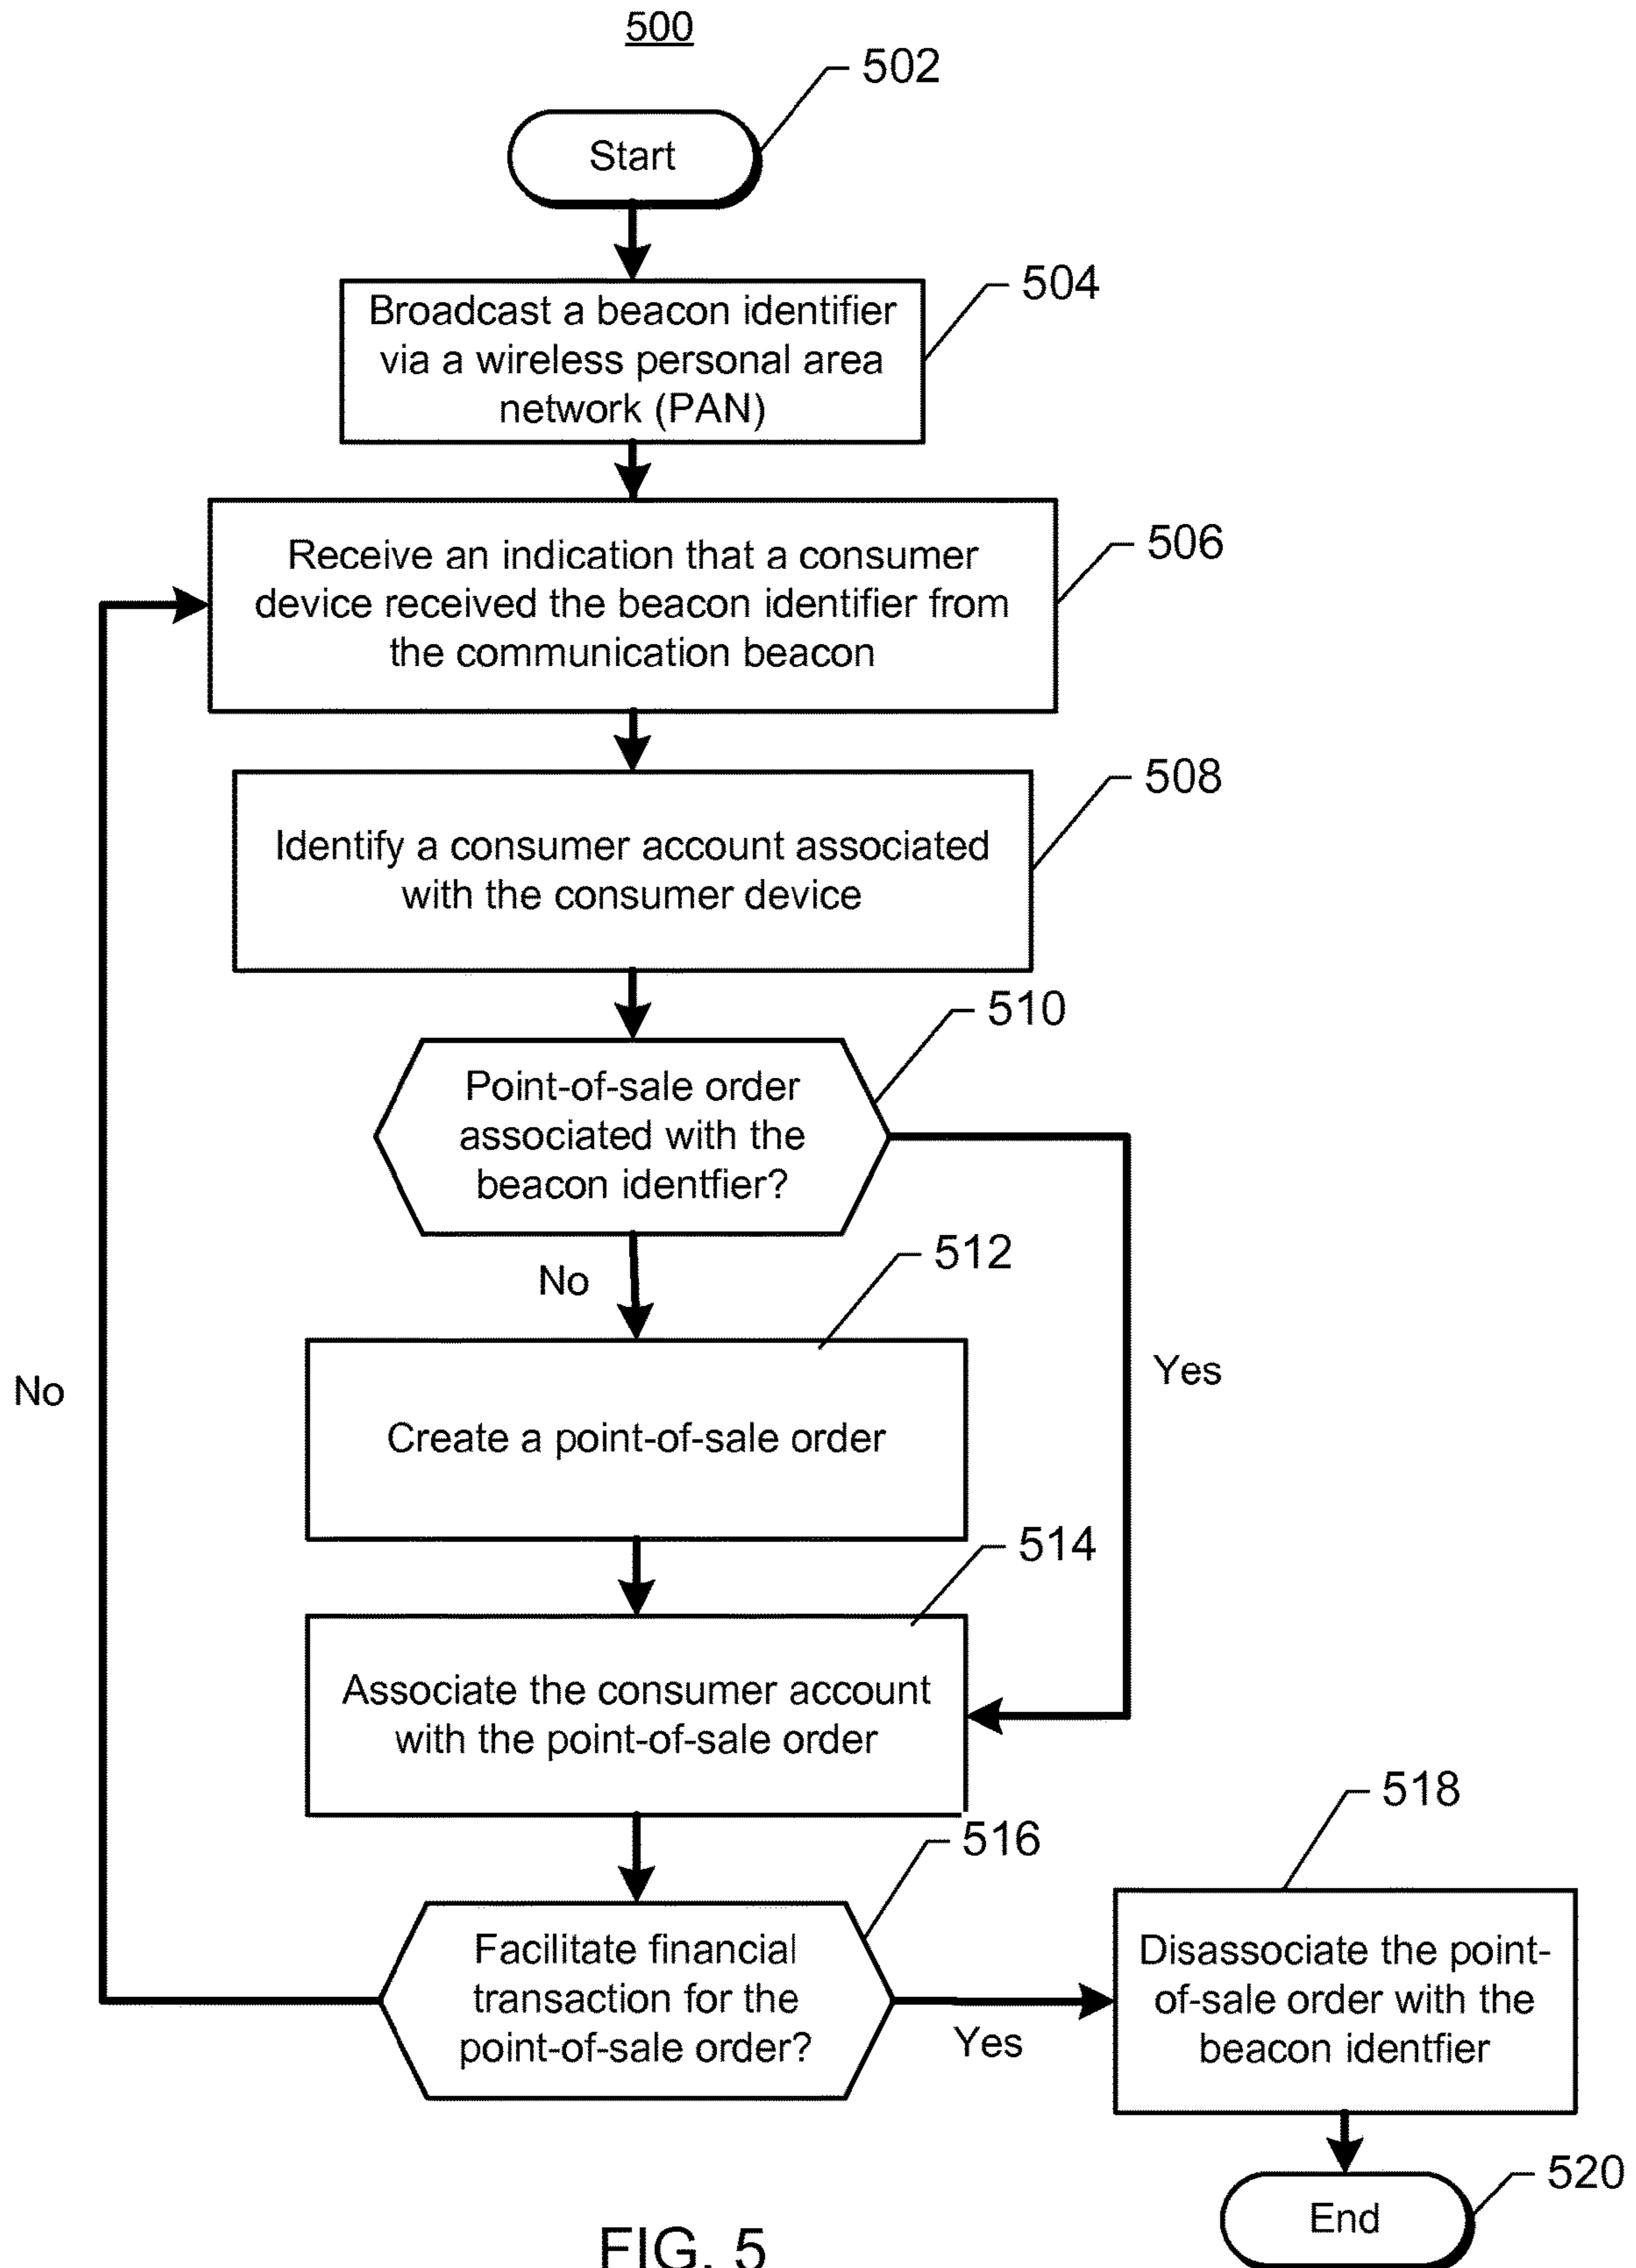 500
502
Start
504
Broadcast a beacon identifier
via a wireless personal area
network (PAN)
506
Receive an indication that a consumer
device received the beacon identifier from
the communication beacon
508
Identify a consumer account associated
with the consumer device
510
Point-of-sale order
associated with the
beacon identfier?
No
Yes
512
Create a point-of-sale order
514
Associate the consumer account
with the point-of-sale order
516
Facilitate financial
transaction for the
point-of-sale order?
No
Yes
518
Disassociate the point-
of-sale order with the
beacon identfier
520
End
FIG. 5